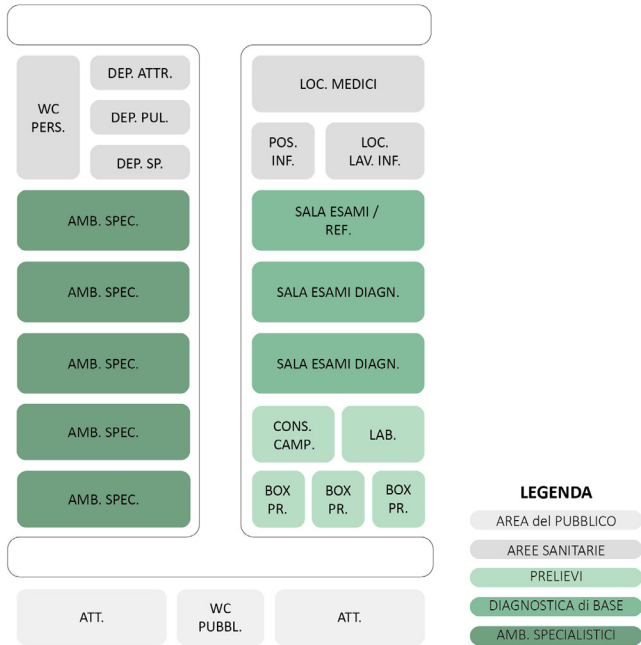 WC
PERS.
DEP. ATTR.
DEP. PUL.
DEP. SP.
AMB. SPEC.
AMB. SPEC.
AMB. SPEC.
AMB. SPEC.
AMB. SPEC.
LOC. MEDICI
POS.
INF.
LOC.
LAV. INF.
SALA ESAMI /
REF.
SALA ESAMI DIAGN.
SALA ESAMI DIAGN.
CONS.
CAMP.
LAB.
BOX
PR.
BOX
PR.
BOX
PR.
ATT.
WC
PUBBL.
ATT.
LEGENDA
AREA del PUBBLICO
AREE SANITARIE
PRELIEVI
DIAGNOSTICA di BASE
AMB. SPECIALISTICI